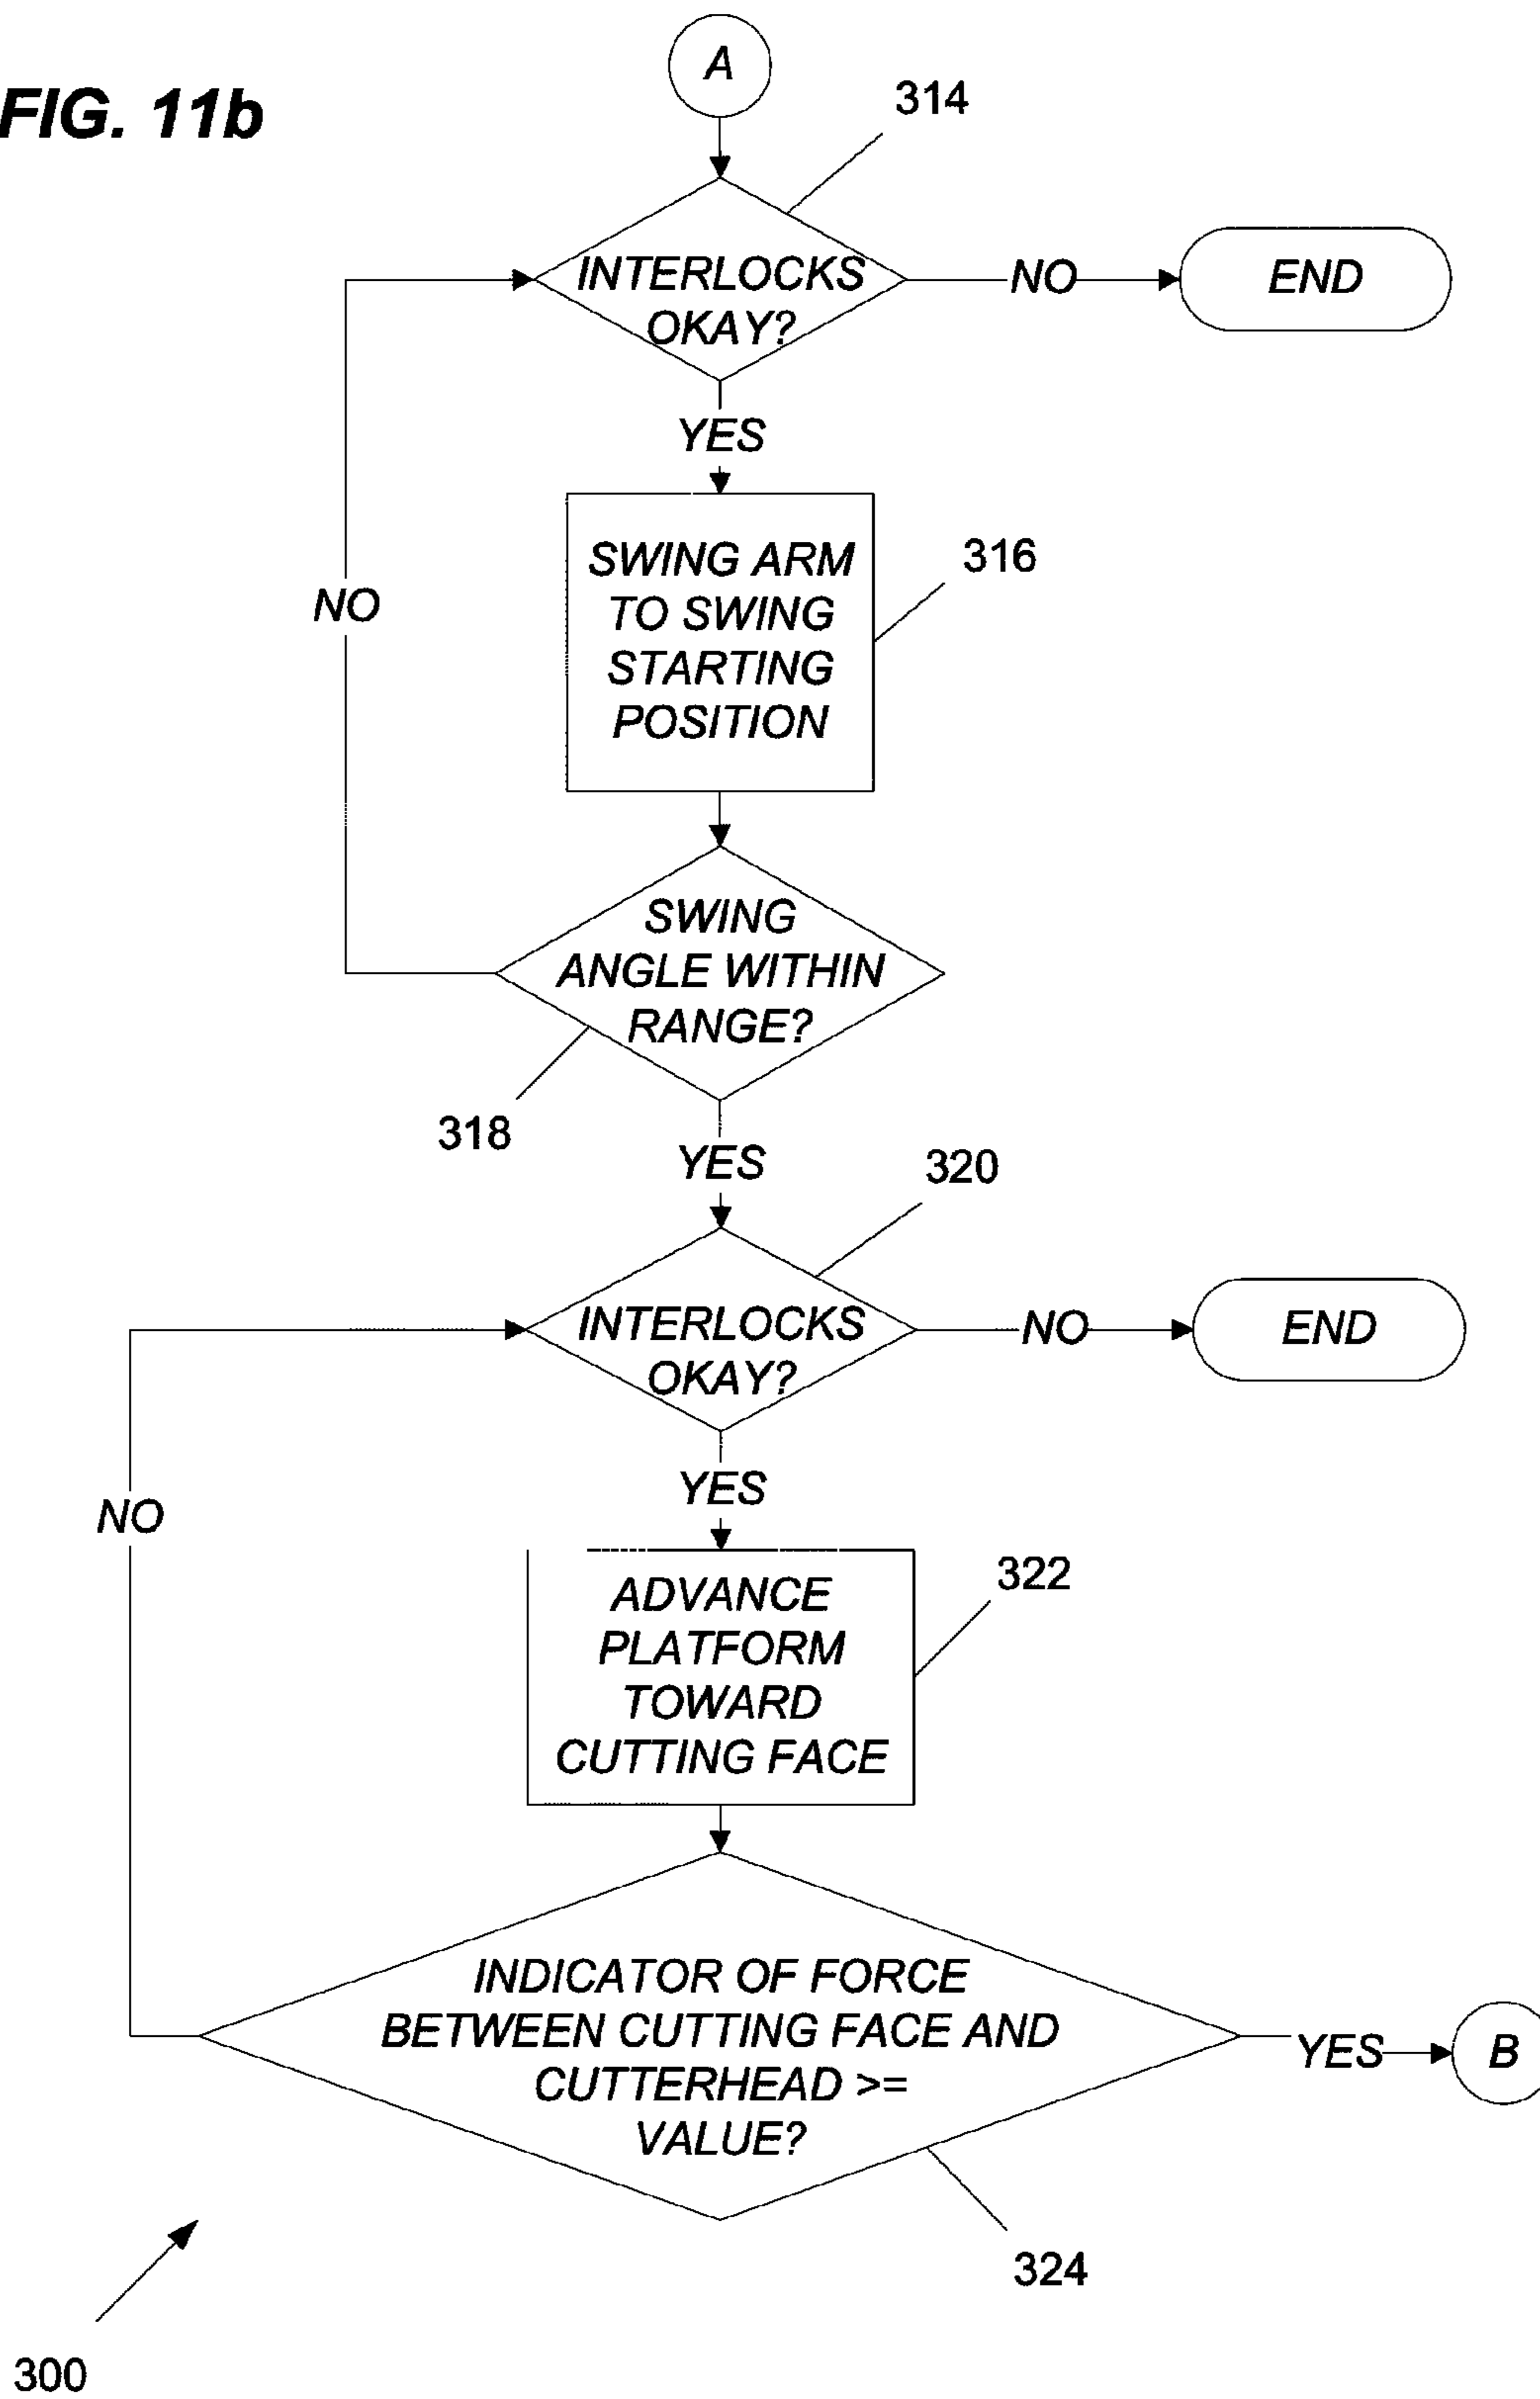 FIG. 11b
A
314
INTERLOCKS
OKAY?
NO
END
YES
SWING ARM
TO SWING
STARTING
POSITION
316
NO
SWING
ANGLE WITHIN
RANGE?
318
YES
320
INTERLOCKS
OKAY?
NO
END
YES
NO
ADVANCE
PLATFORM
TOWARD
CUTTING FACE
322
INDICATOR OF FORCE
BETWEEN CUTTING FACE AND
CUTTERHEAD >=
VALUE?
YES
B
324
300